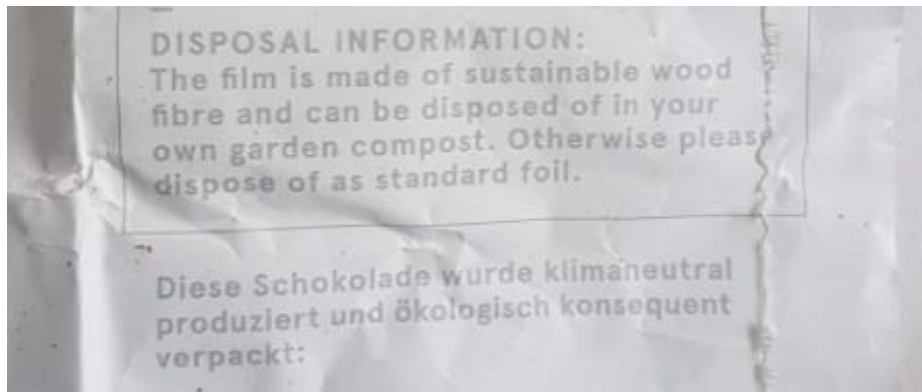 DISPOSAL INFORMATION:
The film is made of sustainable wood
fibre and can be disposed of in your
own garden compost. Otherwise pleas
dispose of as standard foil.
Diese Schokolade wurde klimaneutral
produziert und ökologisch konsequent
verpackt: